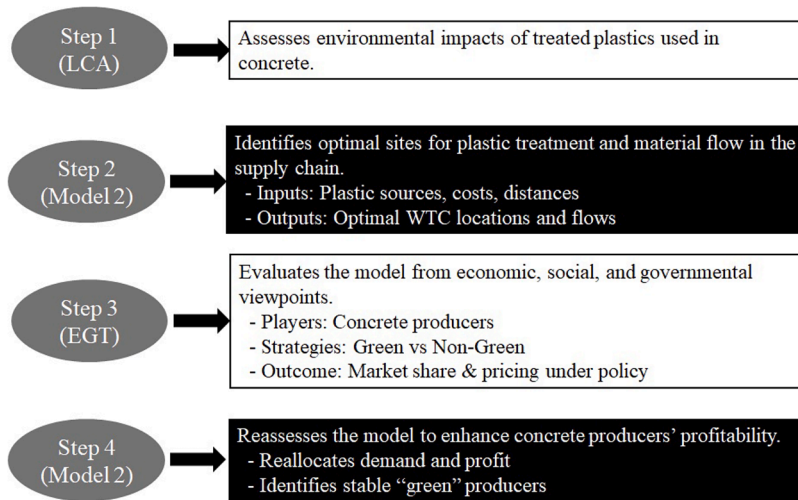 Step 1
(LCA)
Assesses environmental impacts of treated plastics used in
concrete.
Step 2
(Model 2)
Identifies optimal sites for plastic treatment and material flow in the
supply chain.
- Inputs: Plastic sources, costs, distances
- Outputs: Optimal WTC locations and flows
Step 3
(EGT)
Evaluates the model from economic, social, and governmental
viewpoints.
- Players: Concrete producers
- Strategies: Green vs Non-Green
- Outcome: Market share & pricing under policy
Step 4
(Model 2)
Reassesses the model to enhance concrete producers’ profitability.
- Reallocates demand and profit
- Identifies stable “green” producers